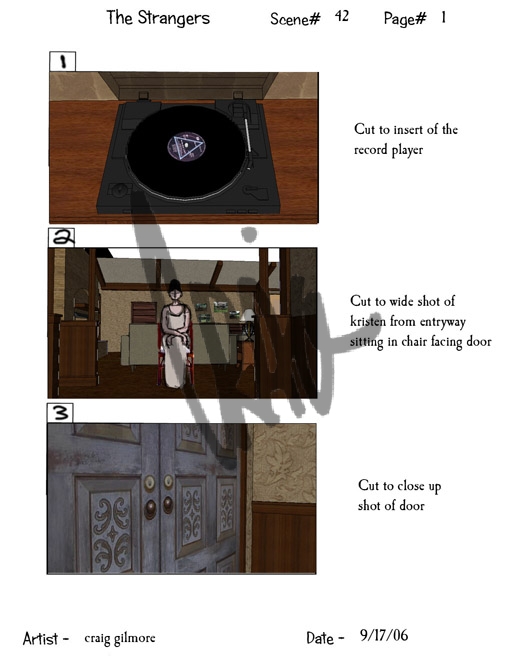 The Strangers Scene# 42 Page# 1
1
Cut to insert of the
record player
2
Cut to wide shot of
kristen from entryway
sitting in chair facing door
3
Cut to close up
shot of door
Artist - craig gilmore Date - 9/17/06